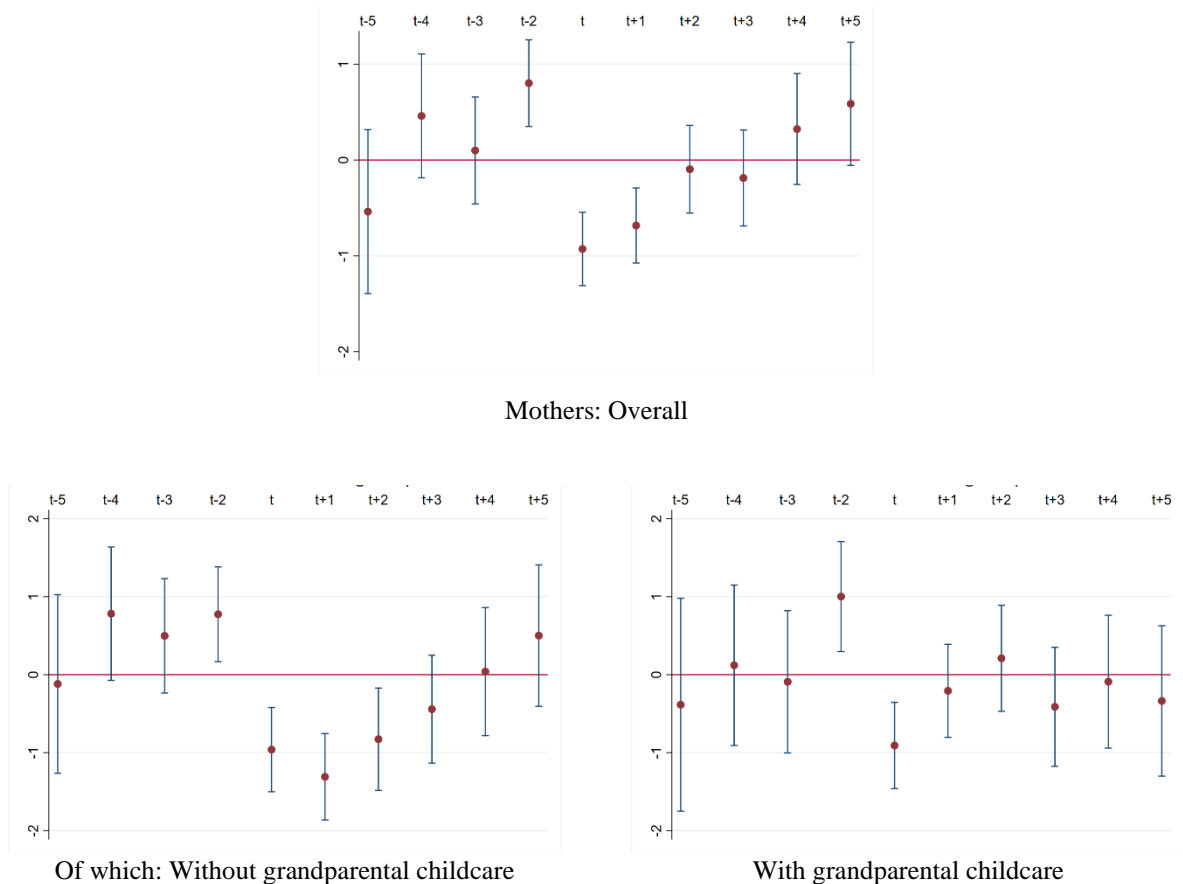 t-5 t-4 t-3 t-2 t t+1 t+2 t+3 t+4 t+5
1
0
-1
-2
Mothers: Overall
t-5 t-4 t-3 t-2 t t+1 t+2 t+3 t+4 t+5
2
1
0
-1
-2
Of which: Without grandparental childcare
t-5 t-4 t-3 t-2 t t+1 t+2 t+3 t+4 t+5
2
1
0
-1
-2
With grandparental childcare